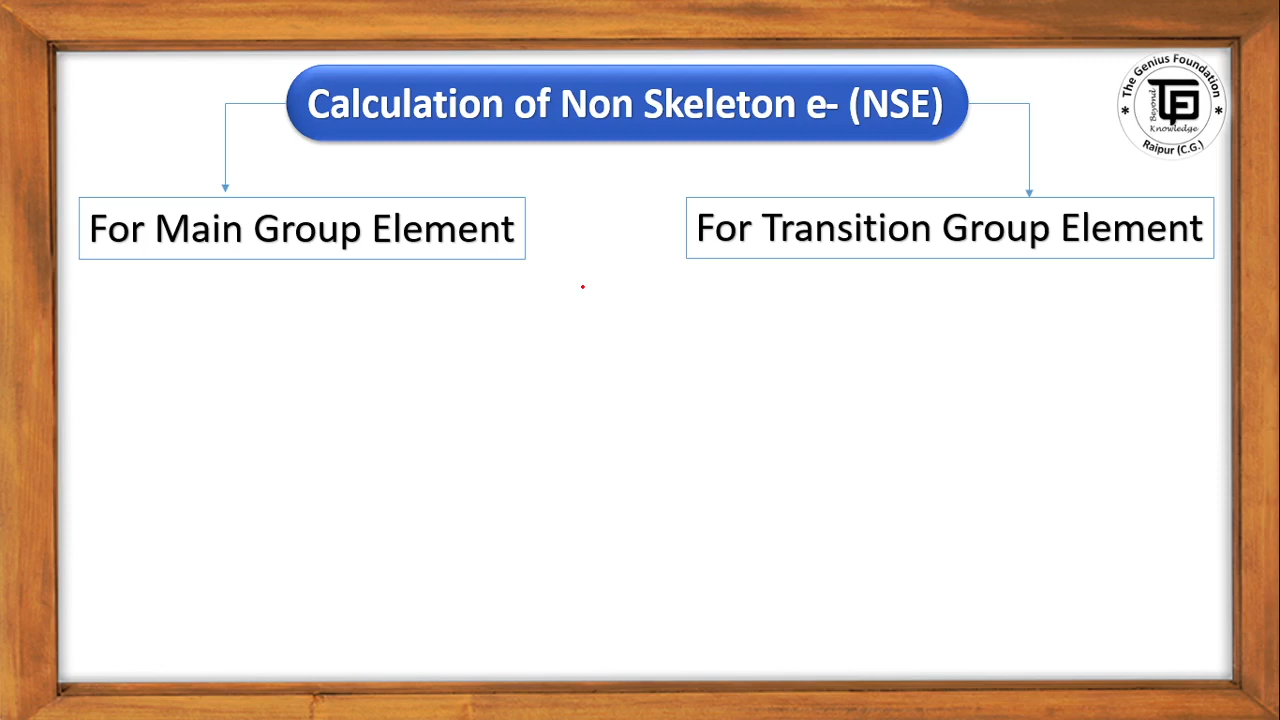 Calculation of Non Skeleton e- (NSE)
The Genius Foundation
Beyond
Knowledge
* Raipur (C.G.) *
For Main Group Element
For Transition Group Element